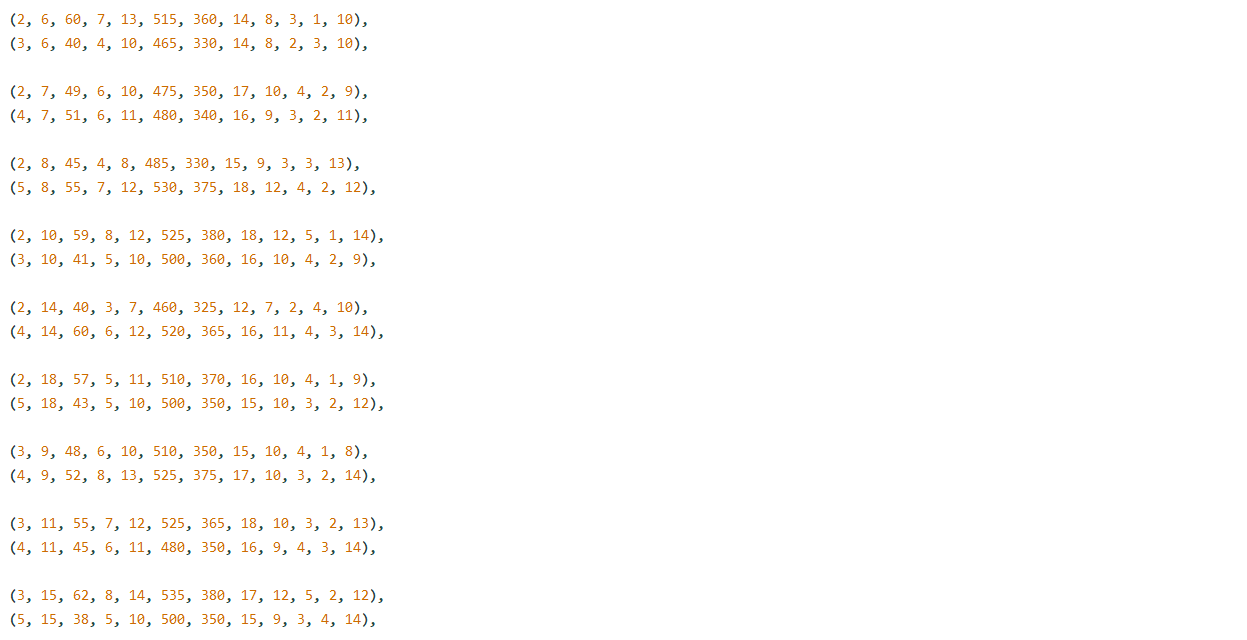 (2, 6, 60, 7, 13, 515, 360, 14, 8, 3, 1, 10),
(3, 6, 40, 4, 10, 465, 330, 14, 8, 2, 3, 10),
(2, 7, 49, 6, 10, 475, 350, 17, 10, 4, 2, 9),
(4, 7, 51, 6, 11, 480, 340, 16, 9, 3, 2, 11),
(2, 8, 45, 4, 8, 485, 330, 15, 9, 3, 3, 13),
(5, 8, 55, 7, 12, 530, 375, 18, 12, 4, 2, 12),
(2, 10, 59, 8, 12, 525, 380, 18, 12, 5, 1, 14),
(3, 10, 41, 5, 10, 500, 360, 16, 10, 4, 2, 9),
(2, 14, 40, 3, 7, 460, 325, 12, 7, 2, 4, 10),
(4, 14, 60, 6, 12, 520, 365, 16, 11, 4, 3, 14),
(2, 18, 57, 5, 11, 510, 370, 16, 10, 4, 1, 9),
(5, 18, 43, 5, 10, 500, 350, 15, 10, 3, 2, 12),
(3, 9, 48, 6, 10, 510, 350, 15, 10, 4, 1, 8),
(4, 9, 52, 8, 13, 525, 375, 17, 10, 3, 2, 14),
(3, 11, 55, 7, 12, 525, 365, 18, 10, 3, 2, 13),
(4, 11, 45, 6, 11, 480, 350, 16, 9, 4, 3, 14),
(3, 15, 62, 8, 14, 535, 380, 17, 12, 5, 2, 12),
(5, 15, 38, 5, 10, 500, 350, 15, 9, 3, 4, 14),